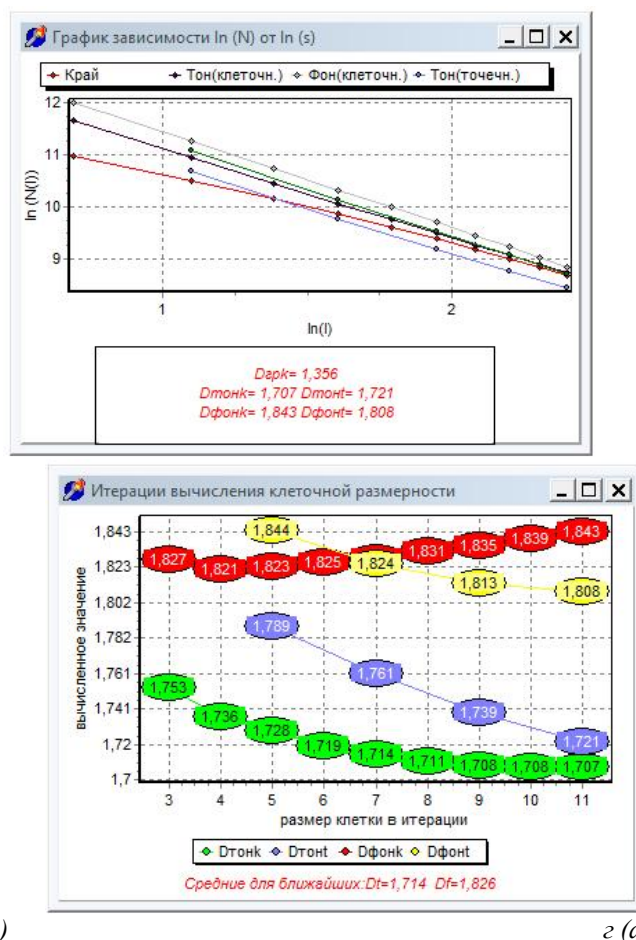 График зависимости ln (N) от ln (s)
Край Тон(клеточн.) Фон(клеточн.) Тон(точечн.)
12
11
10
9
ln (N(l))
1 2
ln(l)
Dгрk= 1,356
Dтонk= 1,707 Dтонt= 1,721
Dфонk= 1,843 Dфонt= 1,808
Итерации вычисления клеточной размерности
1,843
1,823
1,802
1,782
1,761
1,741
1,72
1,7
вычисленное значение
1,827 1,821 1,823 1,825 1,831 1,835 1,839 1,843
1,844 1,824 1,813 1,808
1,789 1,761 1,739 1,721
1,753 1,736 1,728 1,719 1,714 1,711 1,708 1,708 1,707
3 4 5 6 7 8 9 10 11
размер клетки в итерации
Dтонk Dтонt Dфонk Dфонt
Средние для ближайших:Dt=1,714 Df=1,826
) г (